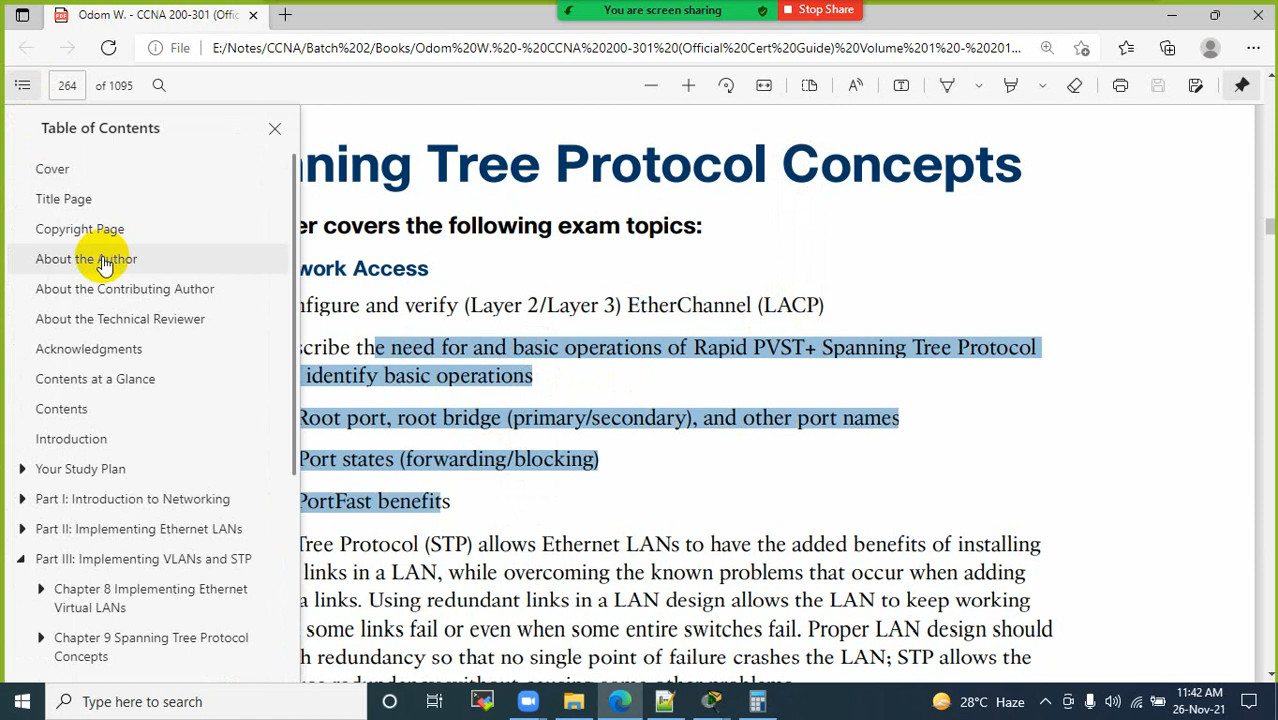 Odom W. - CCNA 200-301 (Offic
You are screen sharing
Stop Share
File
E:/Notes/CCNA/Batch%202/Books/Odom%20W.%20-%20CCNA%20200-301%20(Official%20Cert%20Guide)%20Volume%201%20-%20201...
264
of 1095
Table of Contents
Cover
Title Page
Copyright Page
About the Author
About the Contributing Author
About the Technical Reviewer
Acknowledgments
Contents at a Glance
Contents
Introduction
Your Study Plan
Part I: Introduction to Networking
Part II: Implementing Ethernet LANs
Part III: Implementing VLANs and STP
Chapter 8 Implementing Ethernet
Virtual LANs
Chapter 9 Spanning Tree Protocol
Concepts
nning Tree Protocol Concepts
er covers the following exam topics:
work Access
nfigure and verify (Layer 2/Layer 3) EtherChannel (LACP)
scribe the need for and basic operations of Rapid PVST+ Spanning Tree Protocol
identify basic operations
Root port, root bridge (primary/secondary), and other port names
Port states (forwarding/blocking)
PortFast benefits
Tree Protocol (STP) allows Ethernet LANs to have the added benefits of installing
links in a LAN, while overcoming the known problems that occur when adding
a links. Using redundant links in a LAN design allows the LAN to keep working
some links fail or even when some entire switches fail. Proper LAN design should
h redundancy so that no single point of failure crashes the LAN; STP allows the
redundancy without causing some other problems.
Type here to search
28°C Haze
11:42 AM
26-Nov-21